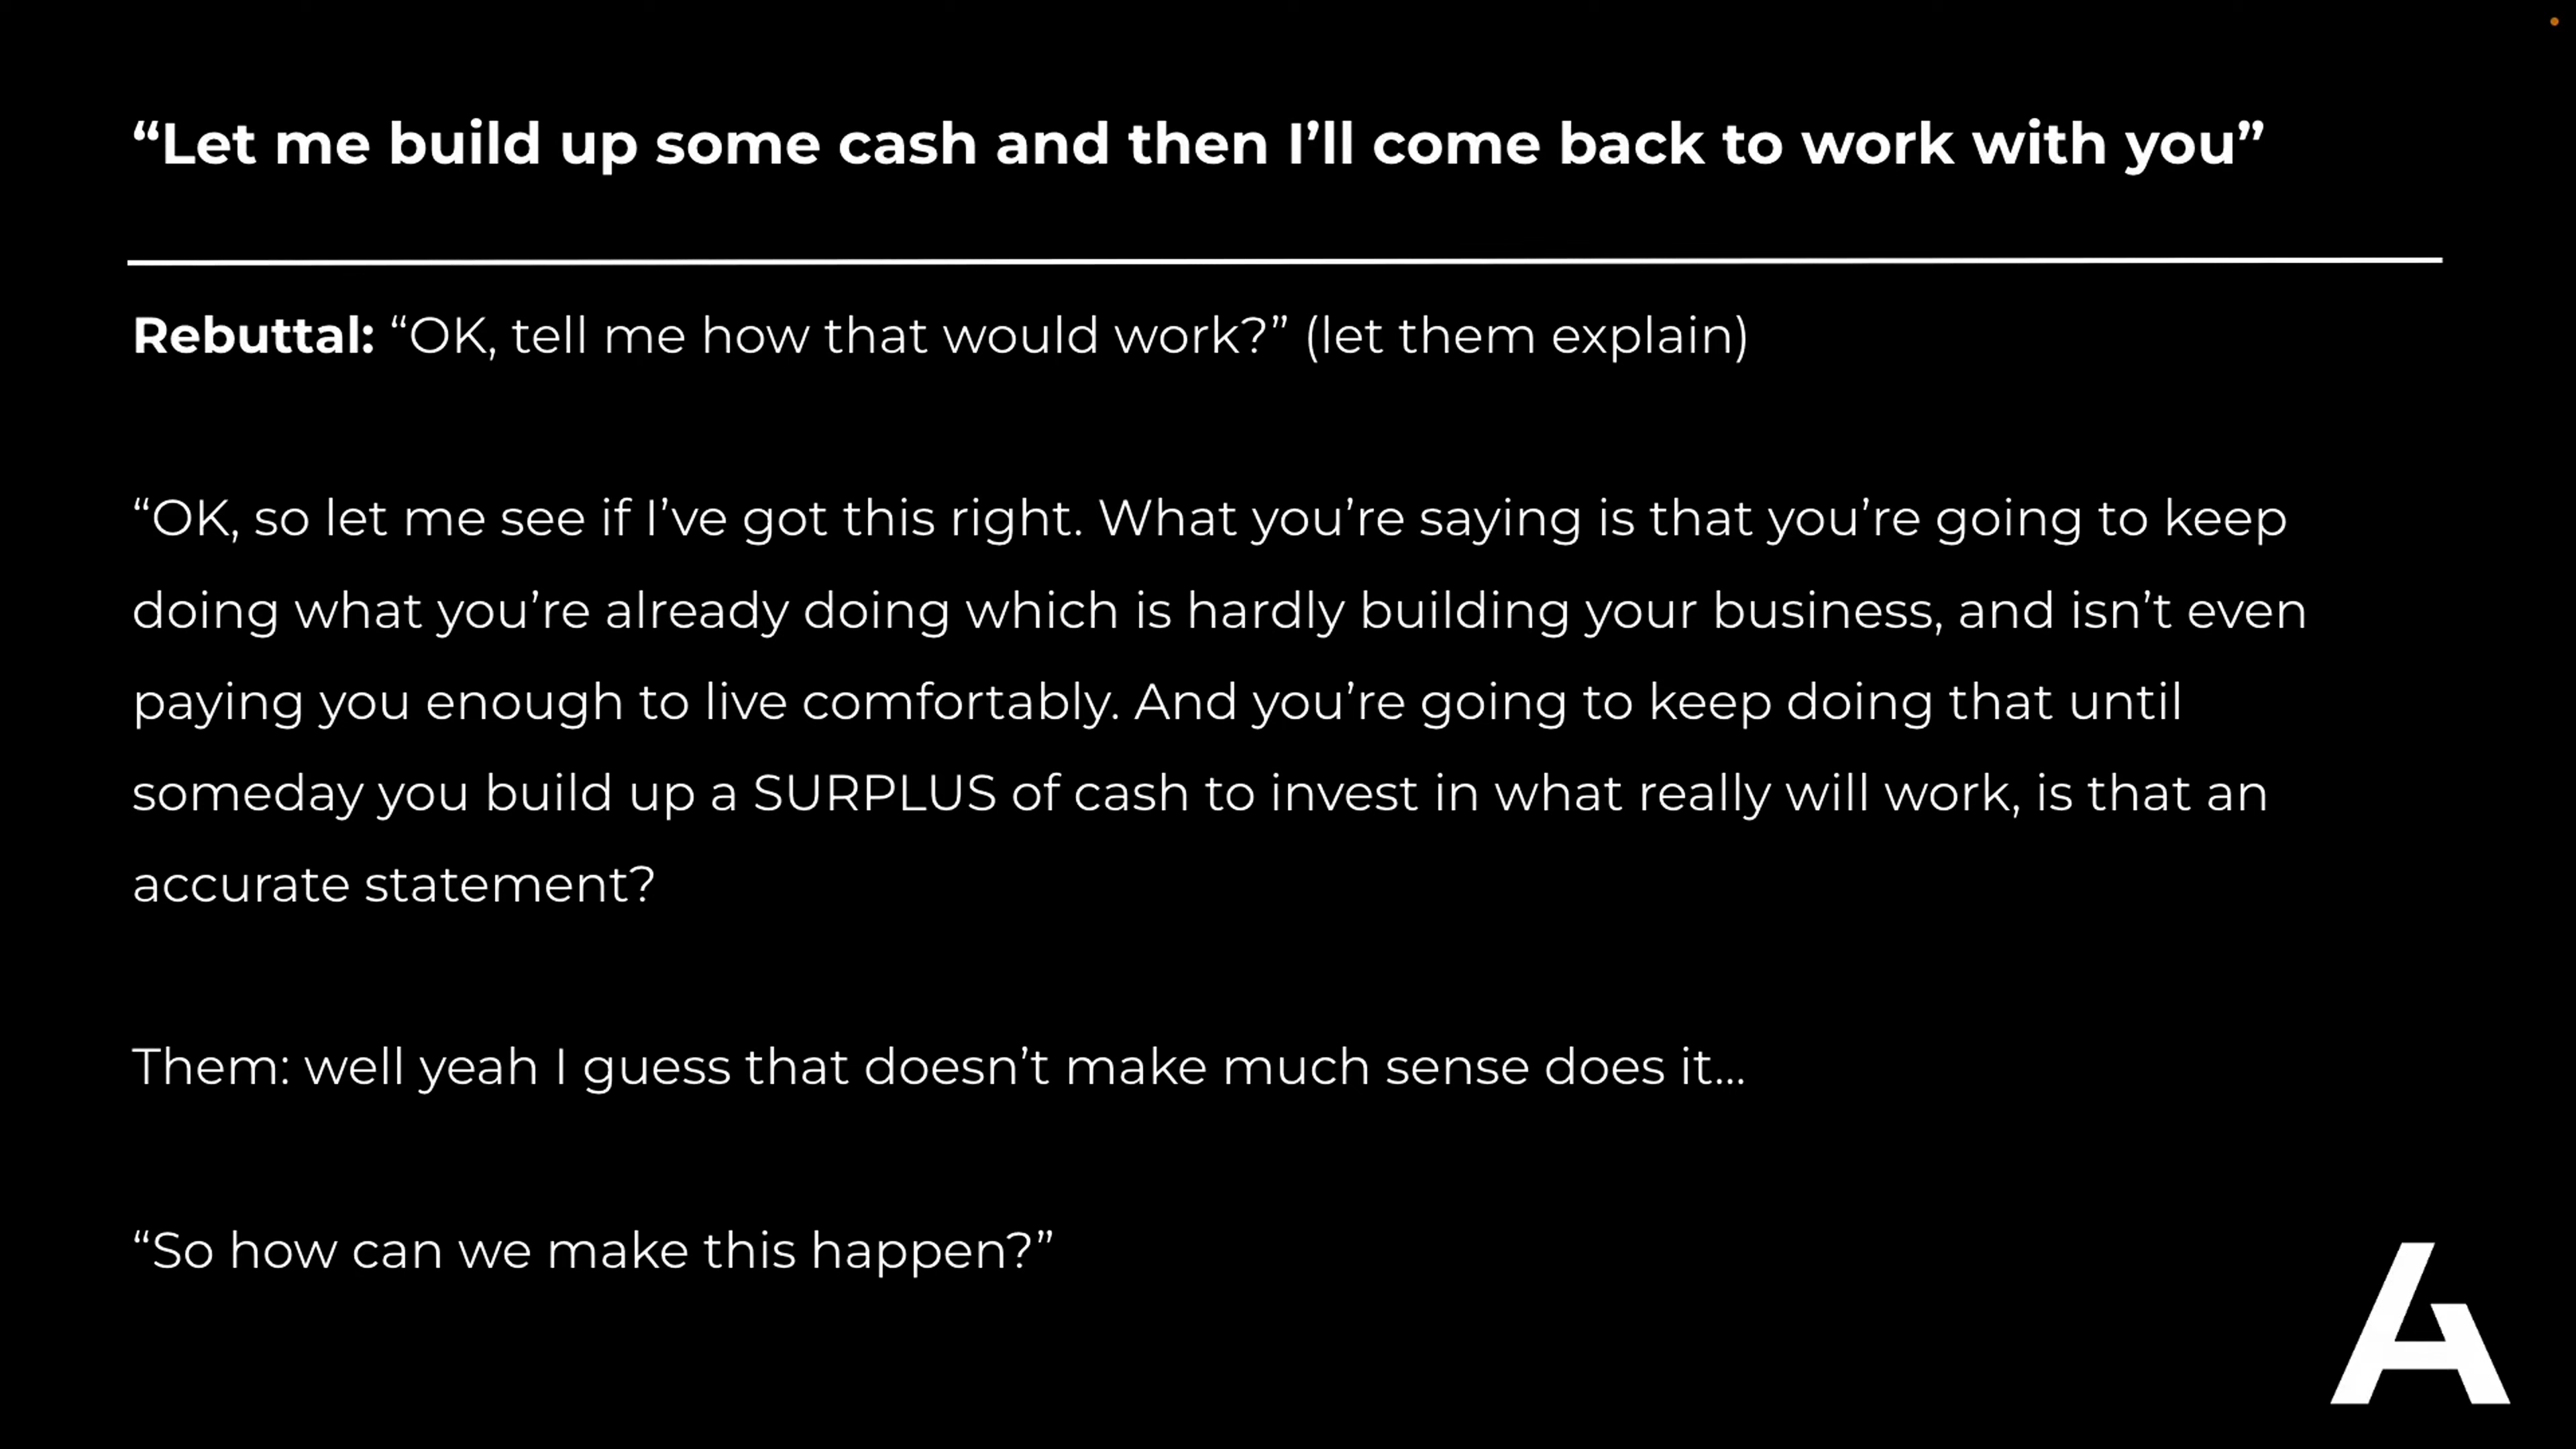 “Let me build up some cash and then I’ll come back to work with you”
Rebuttal: “OK, tell me how that would work?” (let them explain)
“OK, so let me see if I’ve got this right. What you’re saying is that you’re going to keep
doing what you’re already doing which is hardly building your business, and isn’t even
paying you enough to live comfortably. And you’re going to keep doing that until
someday you build up a SURPLUS of cash to invest in what really will work, is that an
accurate statement?
Them: well yeah I guess that doesn’t make much sense does it...
“So how can we make this happen?”